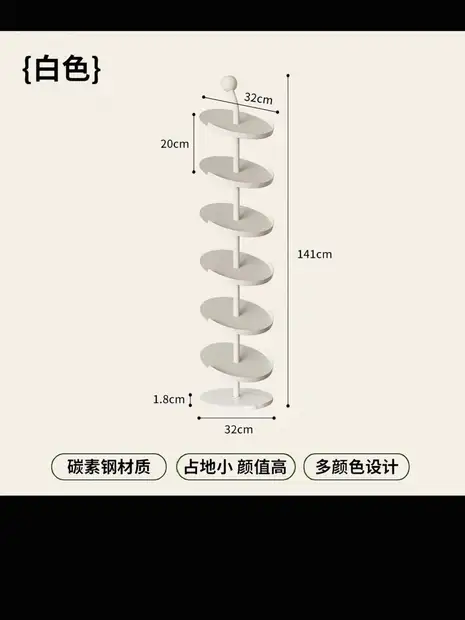 {白色}
32cm
20cm
141cm
1.8cm
32cm
碳素钢材质
占地小 颜值高
多颜色设计